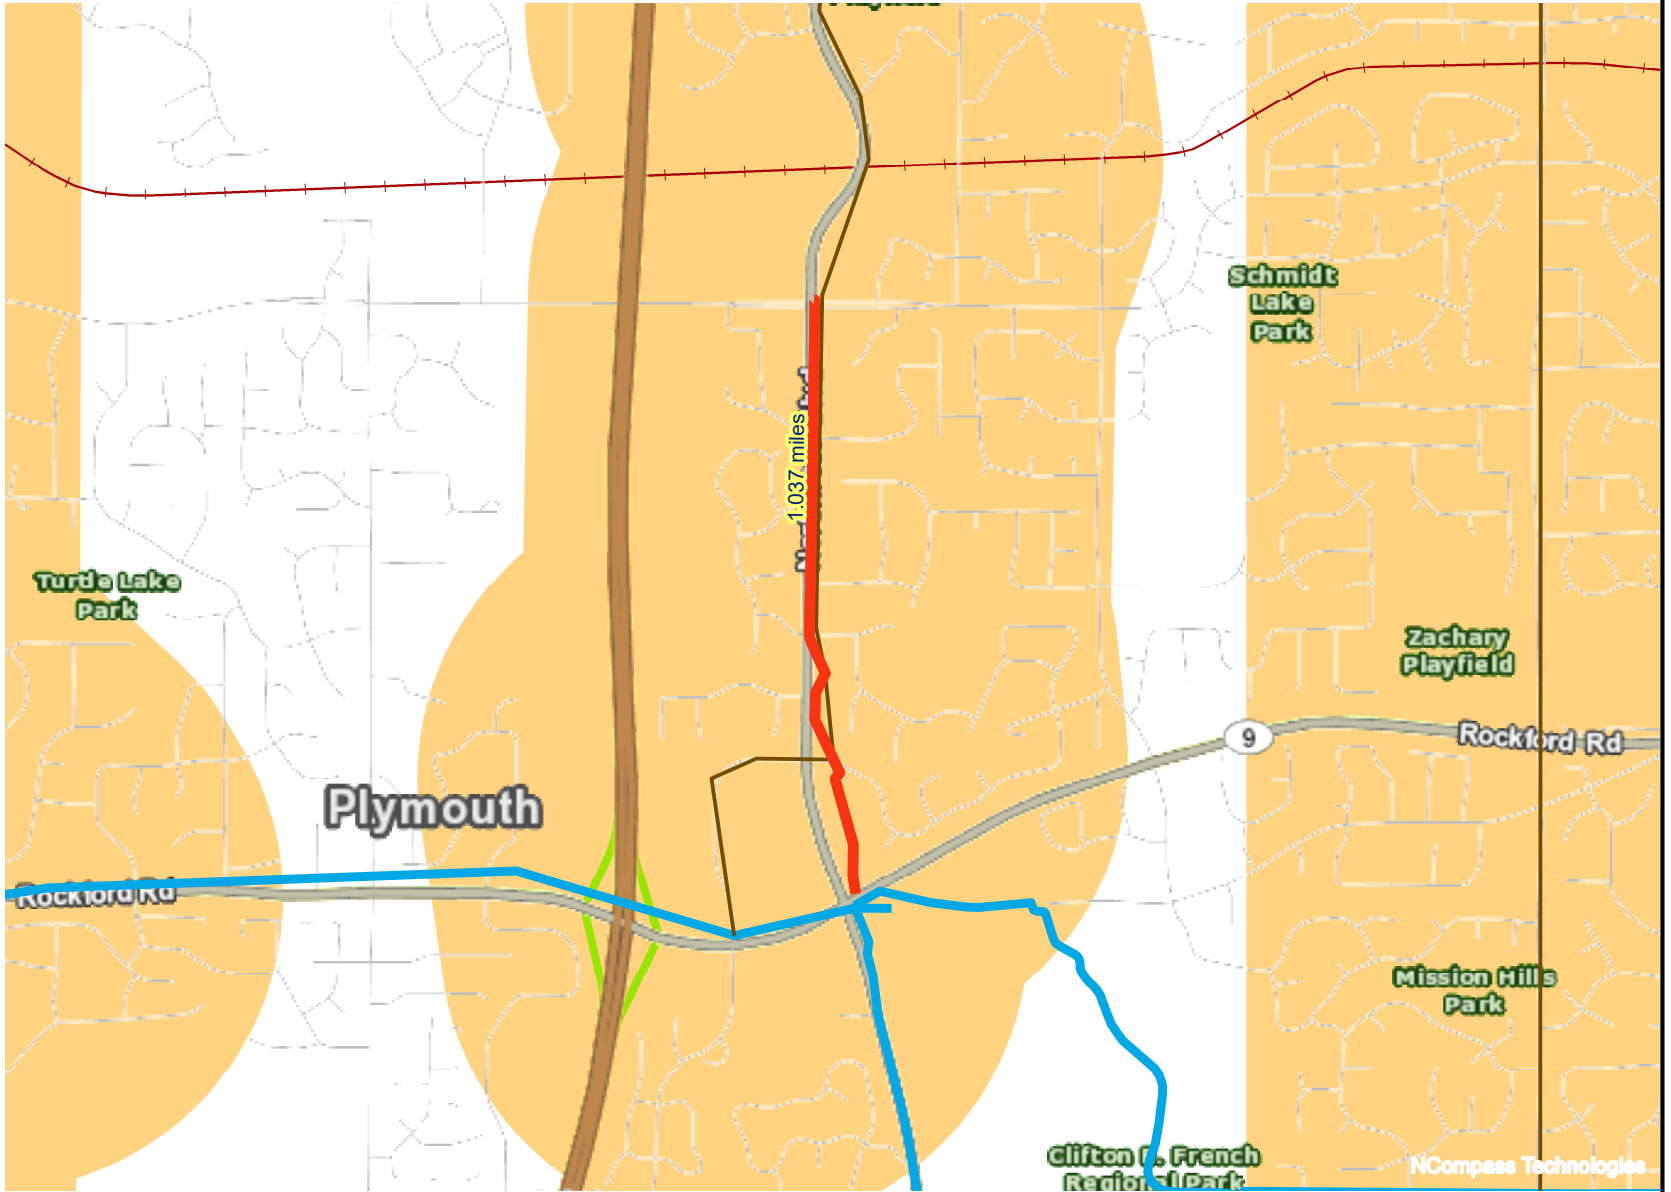 Schmidt
Lake
Park
1.037 miles
Turtle Lake
Park
Zachary
Playfield
9
Rockford Rd
Plymouth
Rockford Rd
Mission Hills
Park
Clifton E. French
Regional Park
NCompass Technologies